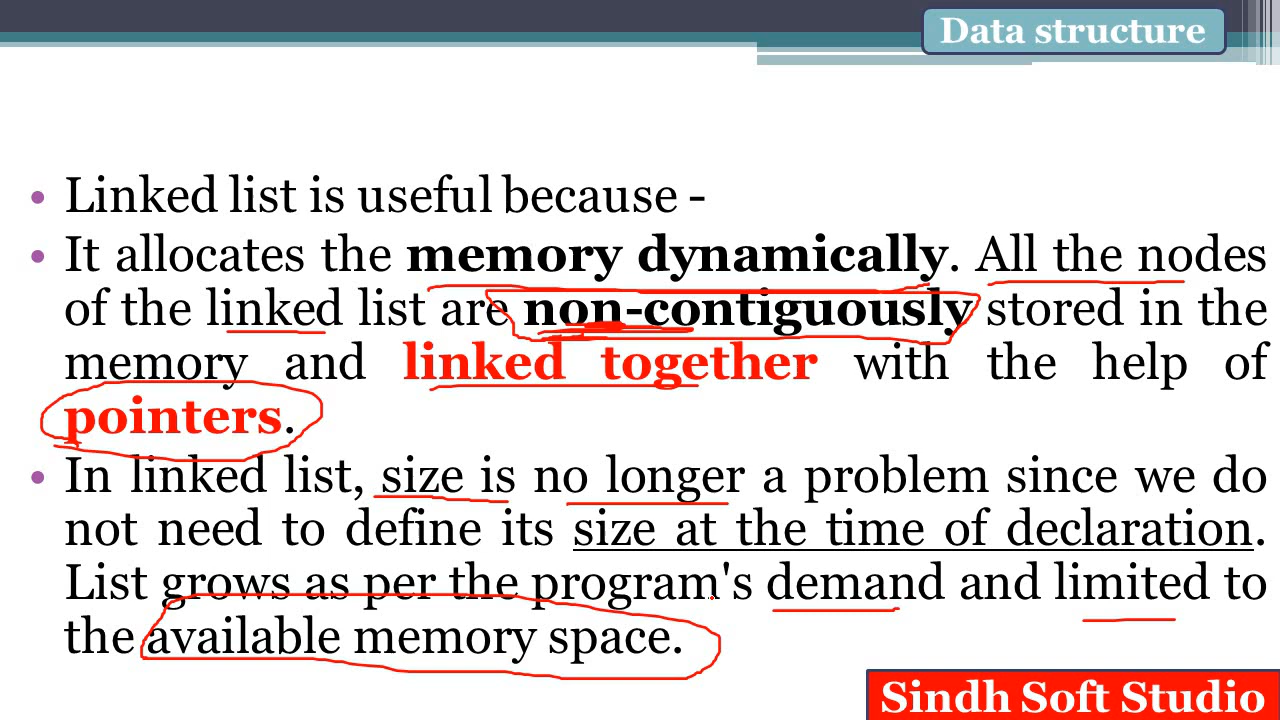 Data structure
• Linked list is useful because -
• It allocates the memory dynamically. All the nodes
of the linked list are non-contiguously stored in the
memory and linked together with the help of
pointers.
• In linked list, size is no longer a problem since we do
not need to define its size at the time of declaration.
List grows as per the program's demand and limited to
the available memory space.
Sindh Soft Studio